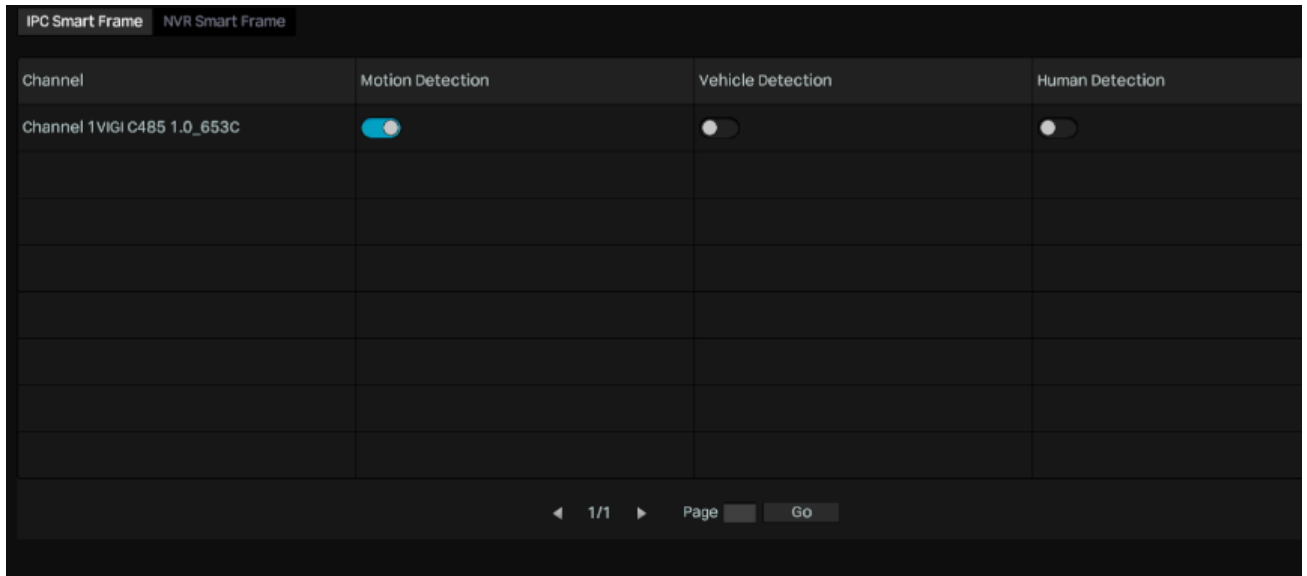 IPC Smart Frame NVR Smart Frame
Channel Motion Detection Vehicle Detection Human Detection
Channel 1VIGI C485 1.0_653C
1/1 Page Go